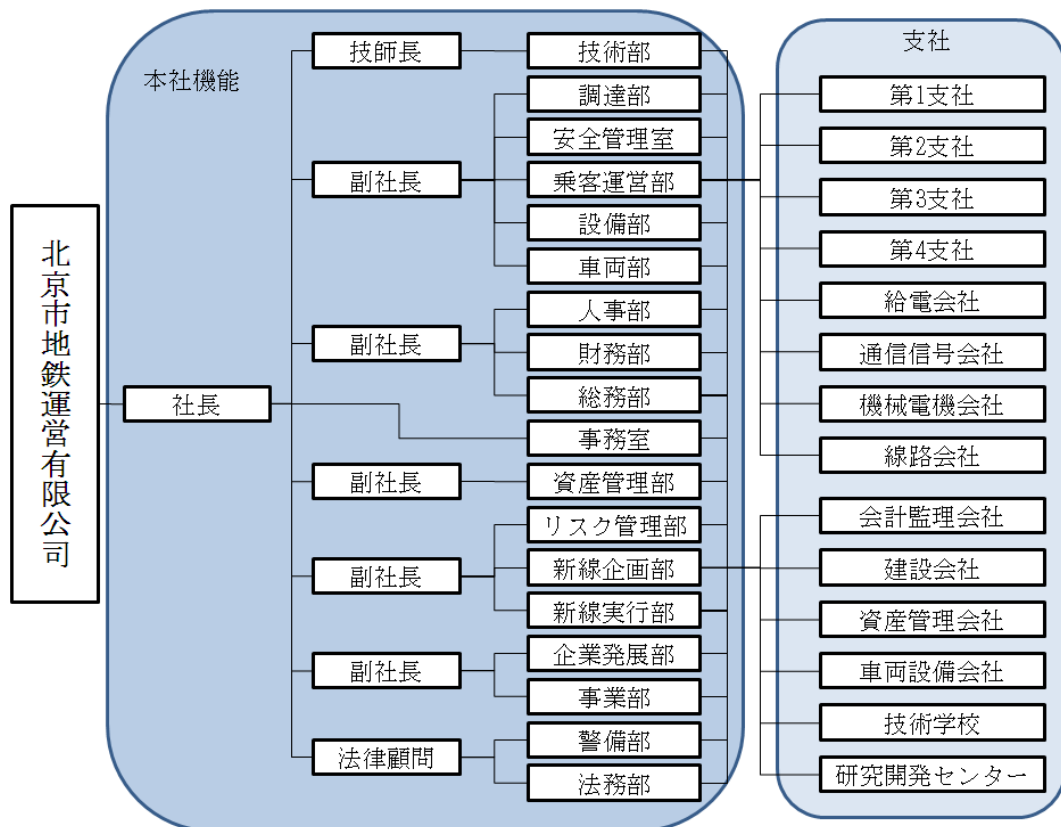 北京市地鉄運営有限公司
本社機能
社長
技師長
副社長
副社長
副社長
副社長
副社長
法律顧問
技術部
調達部
安全管理室
乗客運営部
設備部
車両部
人事部
財務部
総務部
事務室
資産管理部
リスク管理部
新線企画部
新線実行部
企業発展部
事業部
警備部
法務部
支社
第1支社
第2支社
第3支社
第4支社
給電会社
通信信号会社
機械電機会社
線路会社
会計監理会社
建設会社
資産管理会社
車両設備会社
技術学校
研究開発センター